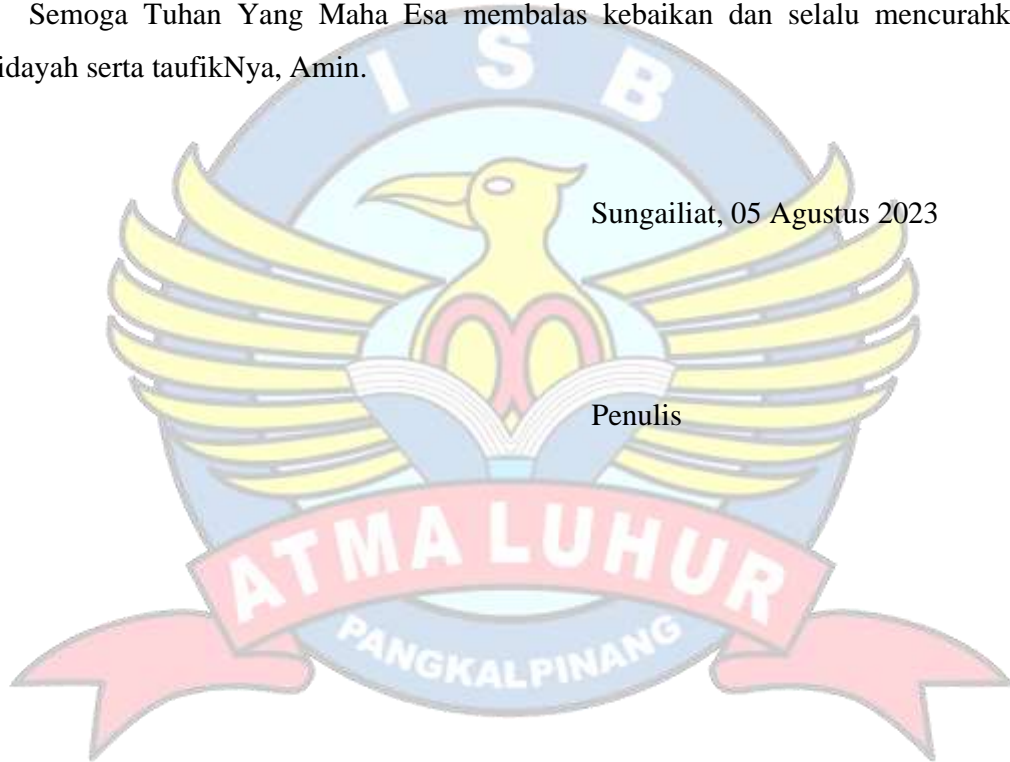 Semoga Tuhan Yang Maha Esa membalas kebaikan dan selalu mencurahk
idayah serta taufikNya, Amin.
ISB
Sungailiat, 05 Agustus 2023
Penulis
ATMA LUHUR
PANGKALPINANG